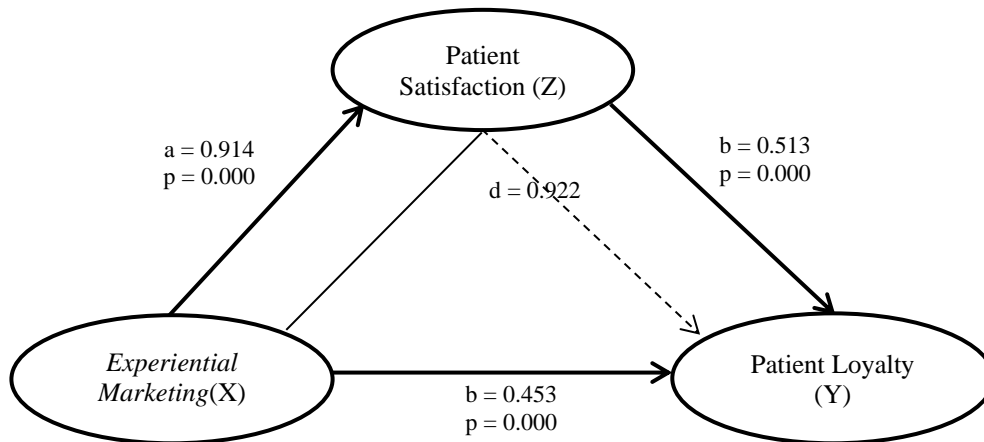 Patient
Satisfaction (Z)
a = 0.914
p = 0.000
b = 0.513
p = 0.000
d = 0.922
Experiential
Marketing(X)
b = 0.453
p = 0.000
Patient Loyalty
(Y)